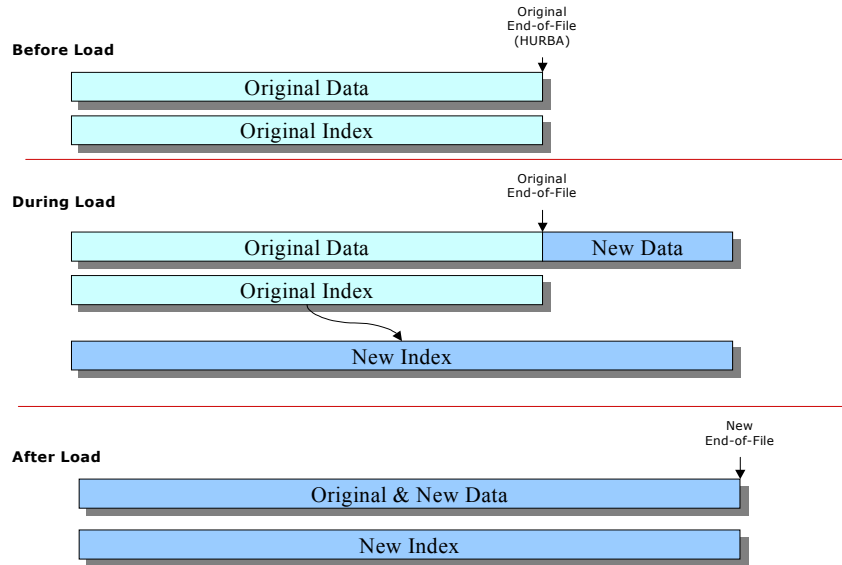 Original
End-of-File
(HURBA)
Before Load
Original Data
Original Index
Original
End-of-File
During Load
Original Data
New Data
Original Index
New Index
New
End-of-File
After Load
Original & New Data
New Index